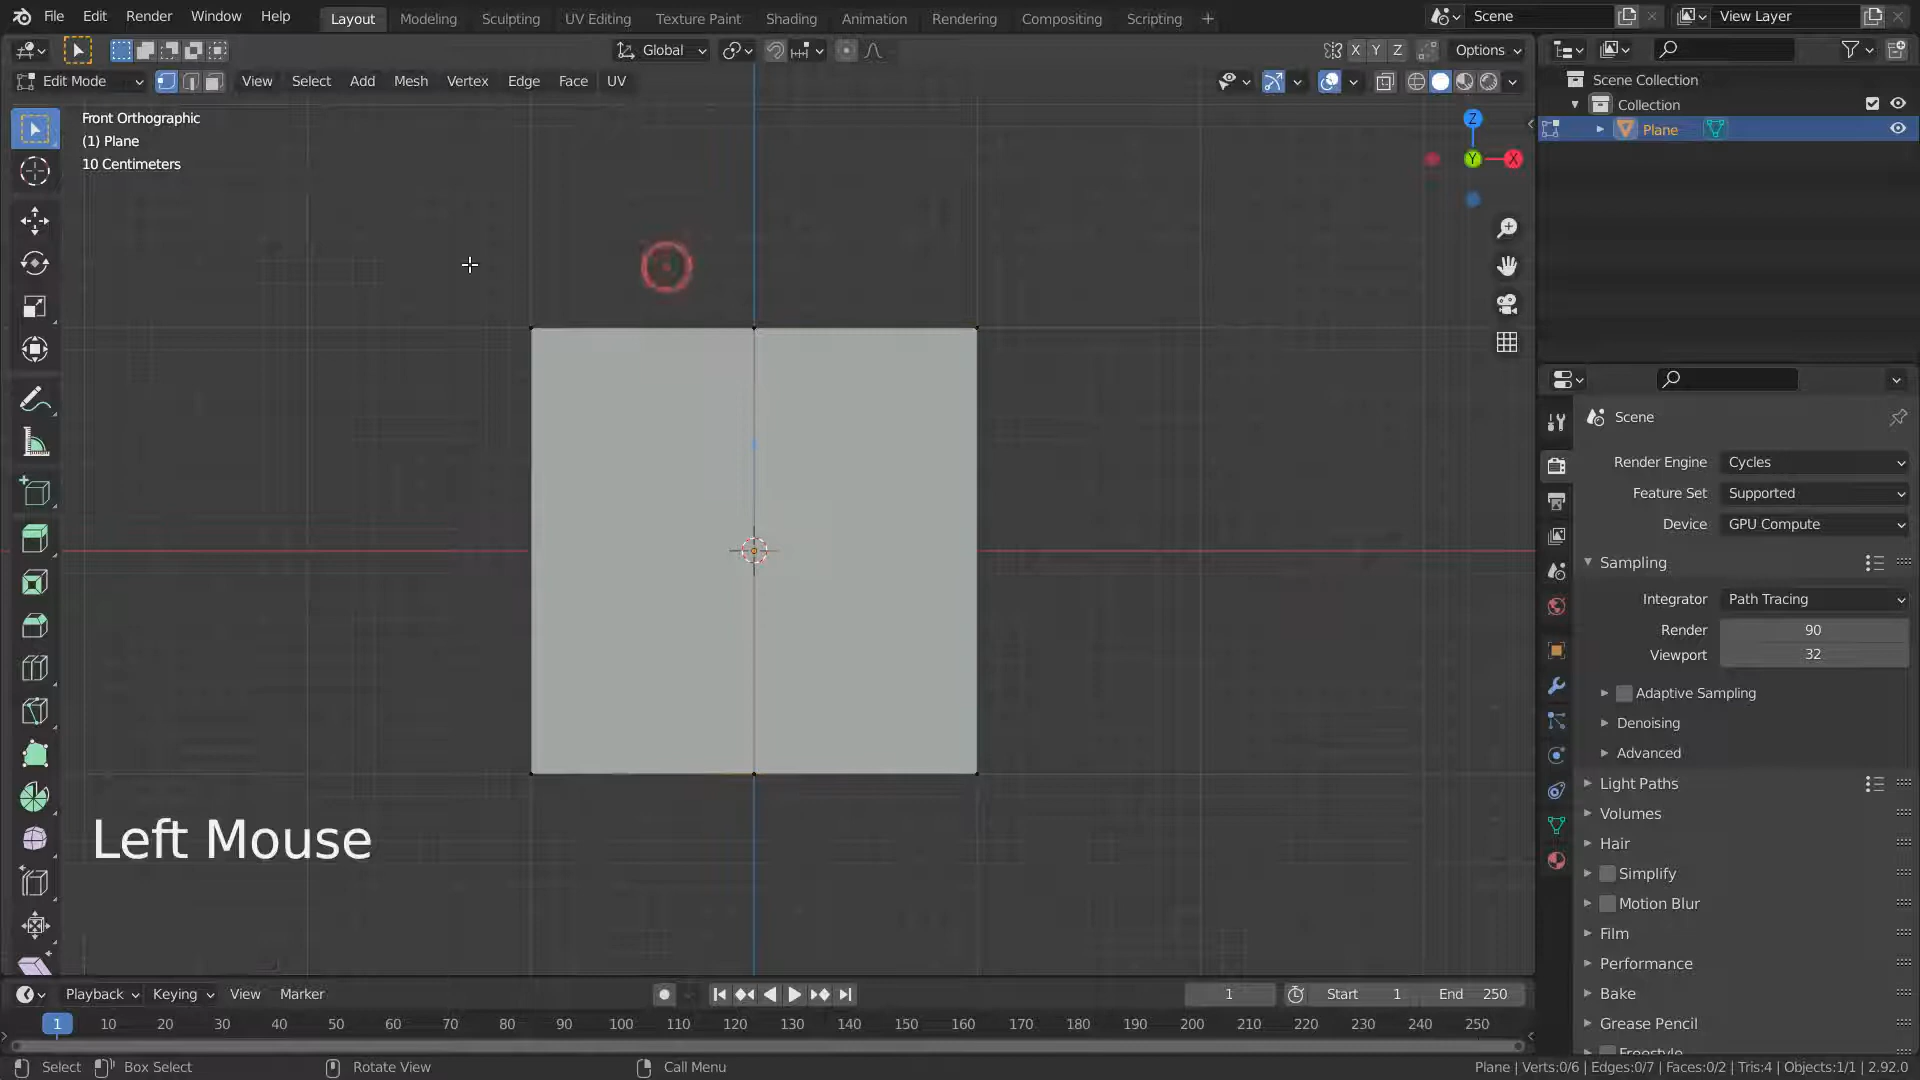 File Edit Render Window Help Layout Modeling Sculpting UV Editing Texture Paint Shading Animation Rendering Compositing Scripting + Scene View Layer
Global X Y Z Options
Edit Mode View Select Add Mesh Vertex Edge Face UV
Scene Collection
Collection
Plane
Front Orthographic
(1) Plane
10 Centimeters
Z
Y
X
Scene
Render Engine Cycles
Feature Set Supported
Device GPU Compute
Sampling
Integrator Path Tracing
Render 90
Viewport 32
Adaptive Sampling
Denoising
Advanced
Light Paths
Volumes
Hair
Simplify
Motion Blur
Film
Performance
Bake
Grease Pencil
Freestyle
Left Mouse
Playback Keying View Marker 1 Start 1 End 250
1 10 20 30 40 50 60 70 80 90 100 110 120 130 140 150 160 170 180 190 200 210 220 230 240 250
Select Box Select Rotate View Call Menu Plane | Verts:0/6 | Edges:0/7 | Faces:0/2 | Tris:4 | Objects:1/1 | 2.92.0